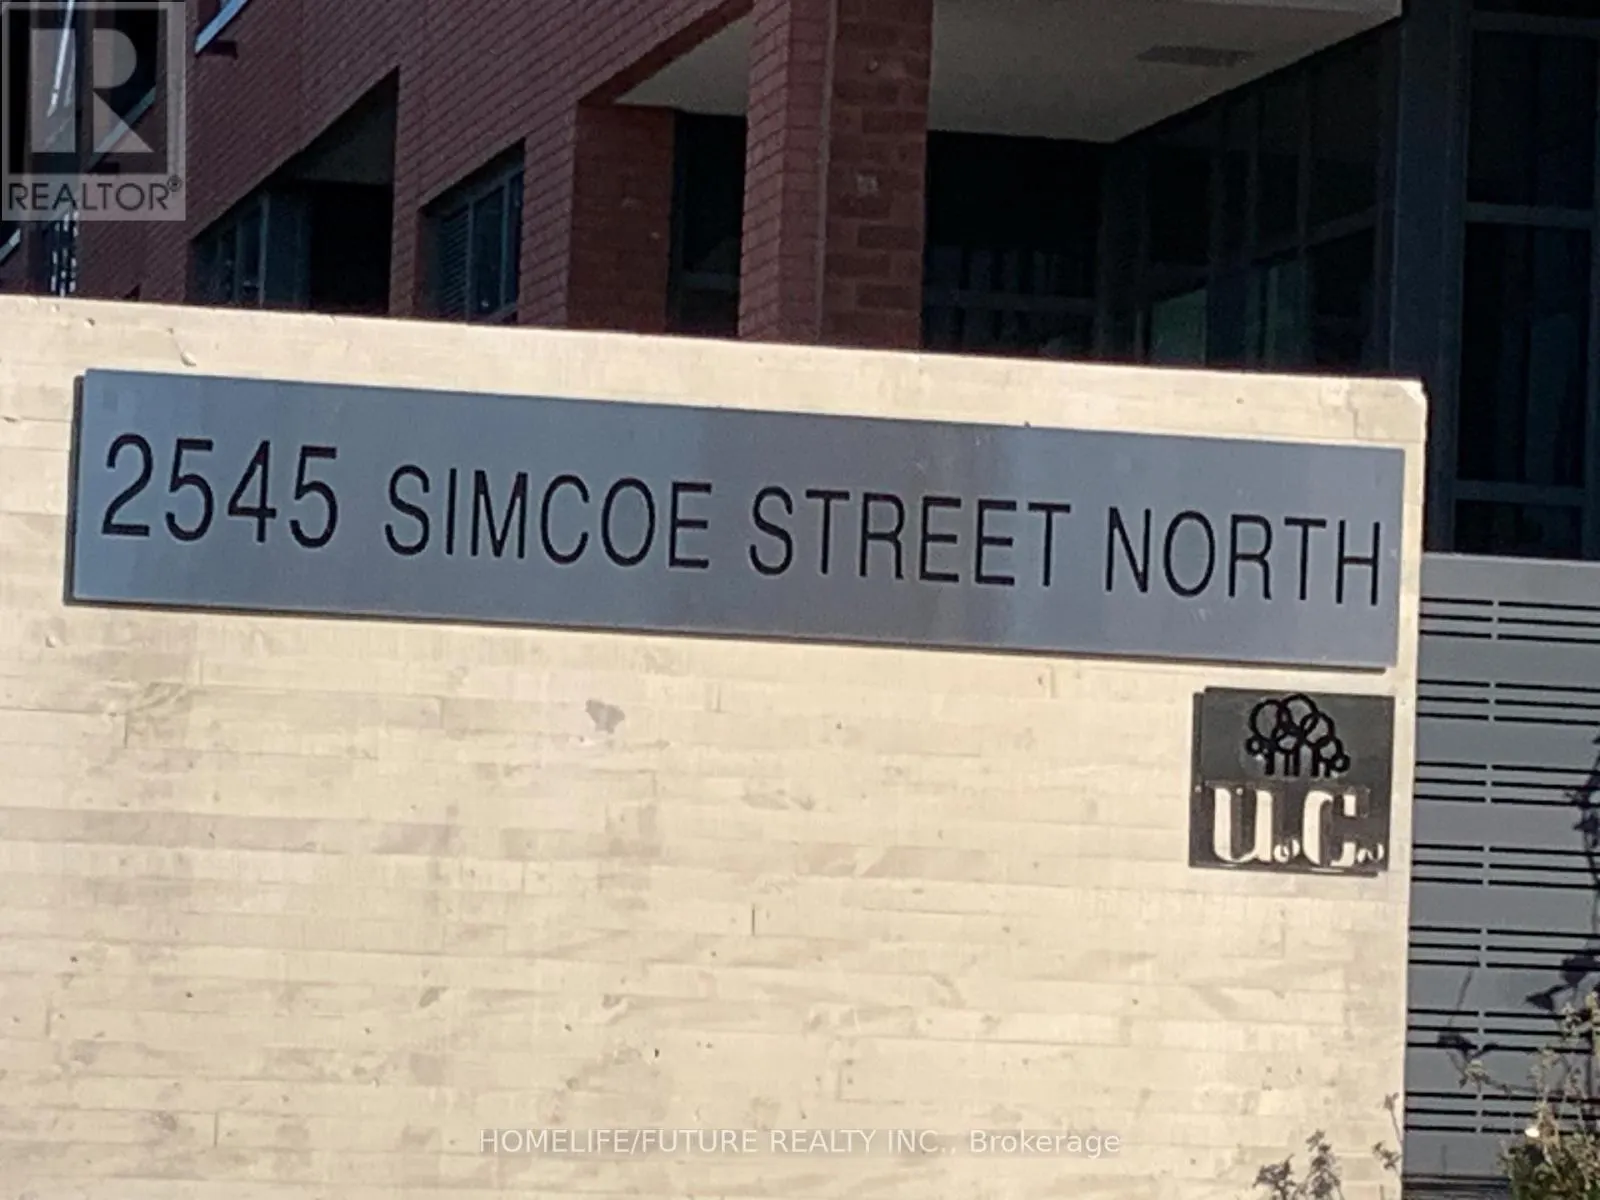 REALTOR®
2545 SIMCOE STREET NORTH
U.C.
HOMELIFE/FUTURE REALTY INC., Brokerage